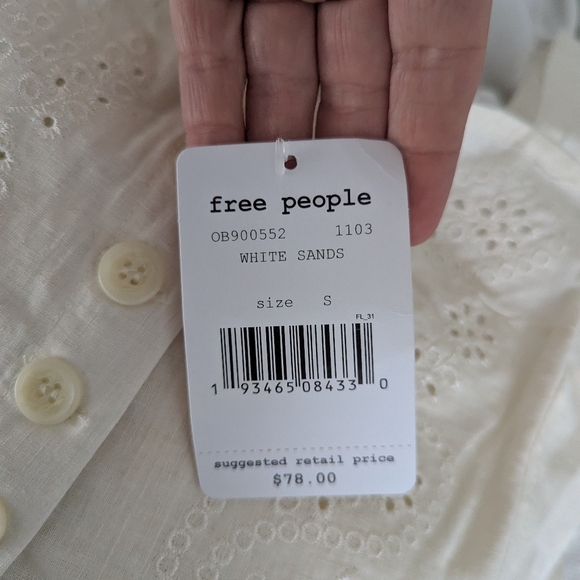 free people
OB900552 1103
WHITE SANDS
size S
FL_31
1 93465 08433 0
suggested retail price
$78.00